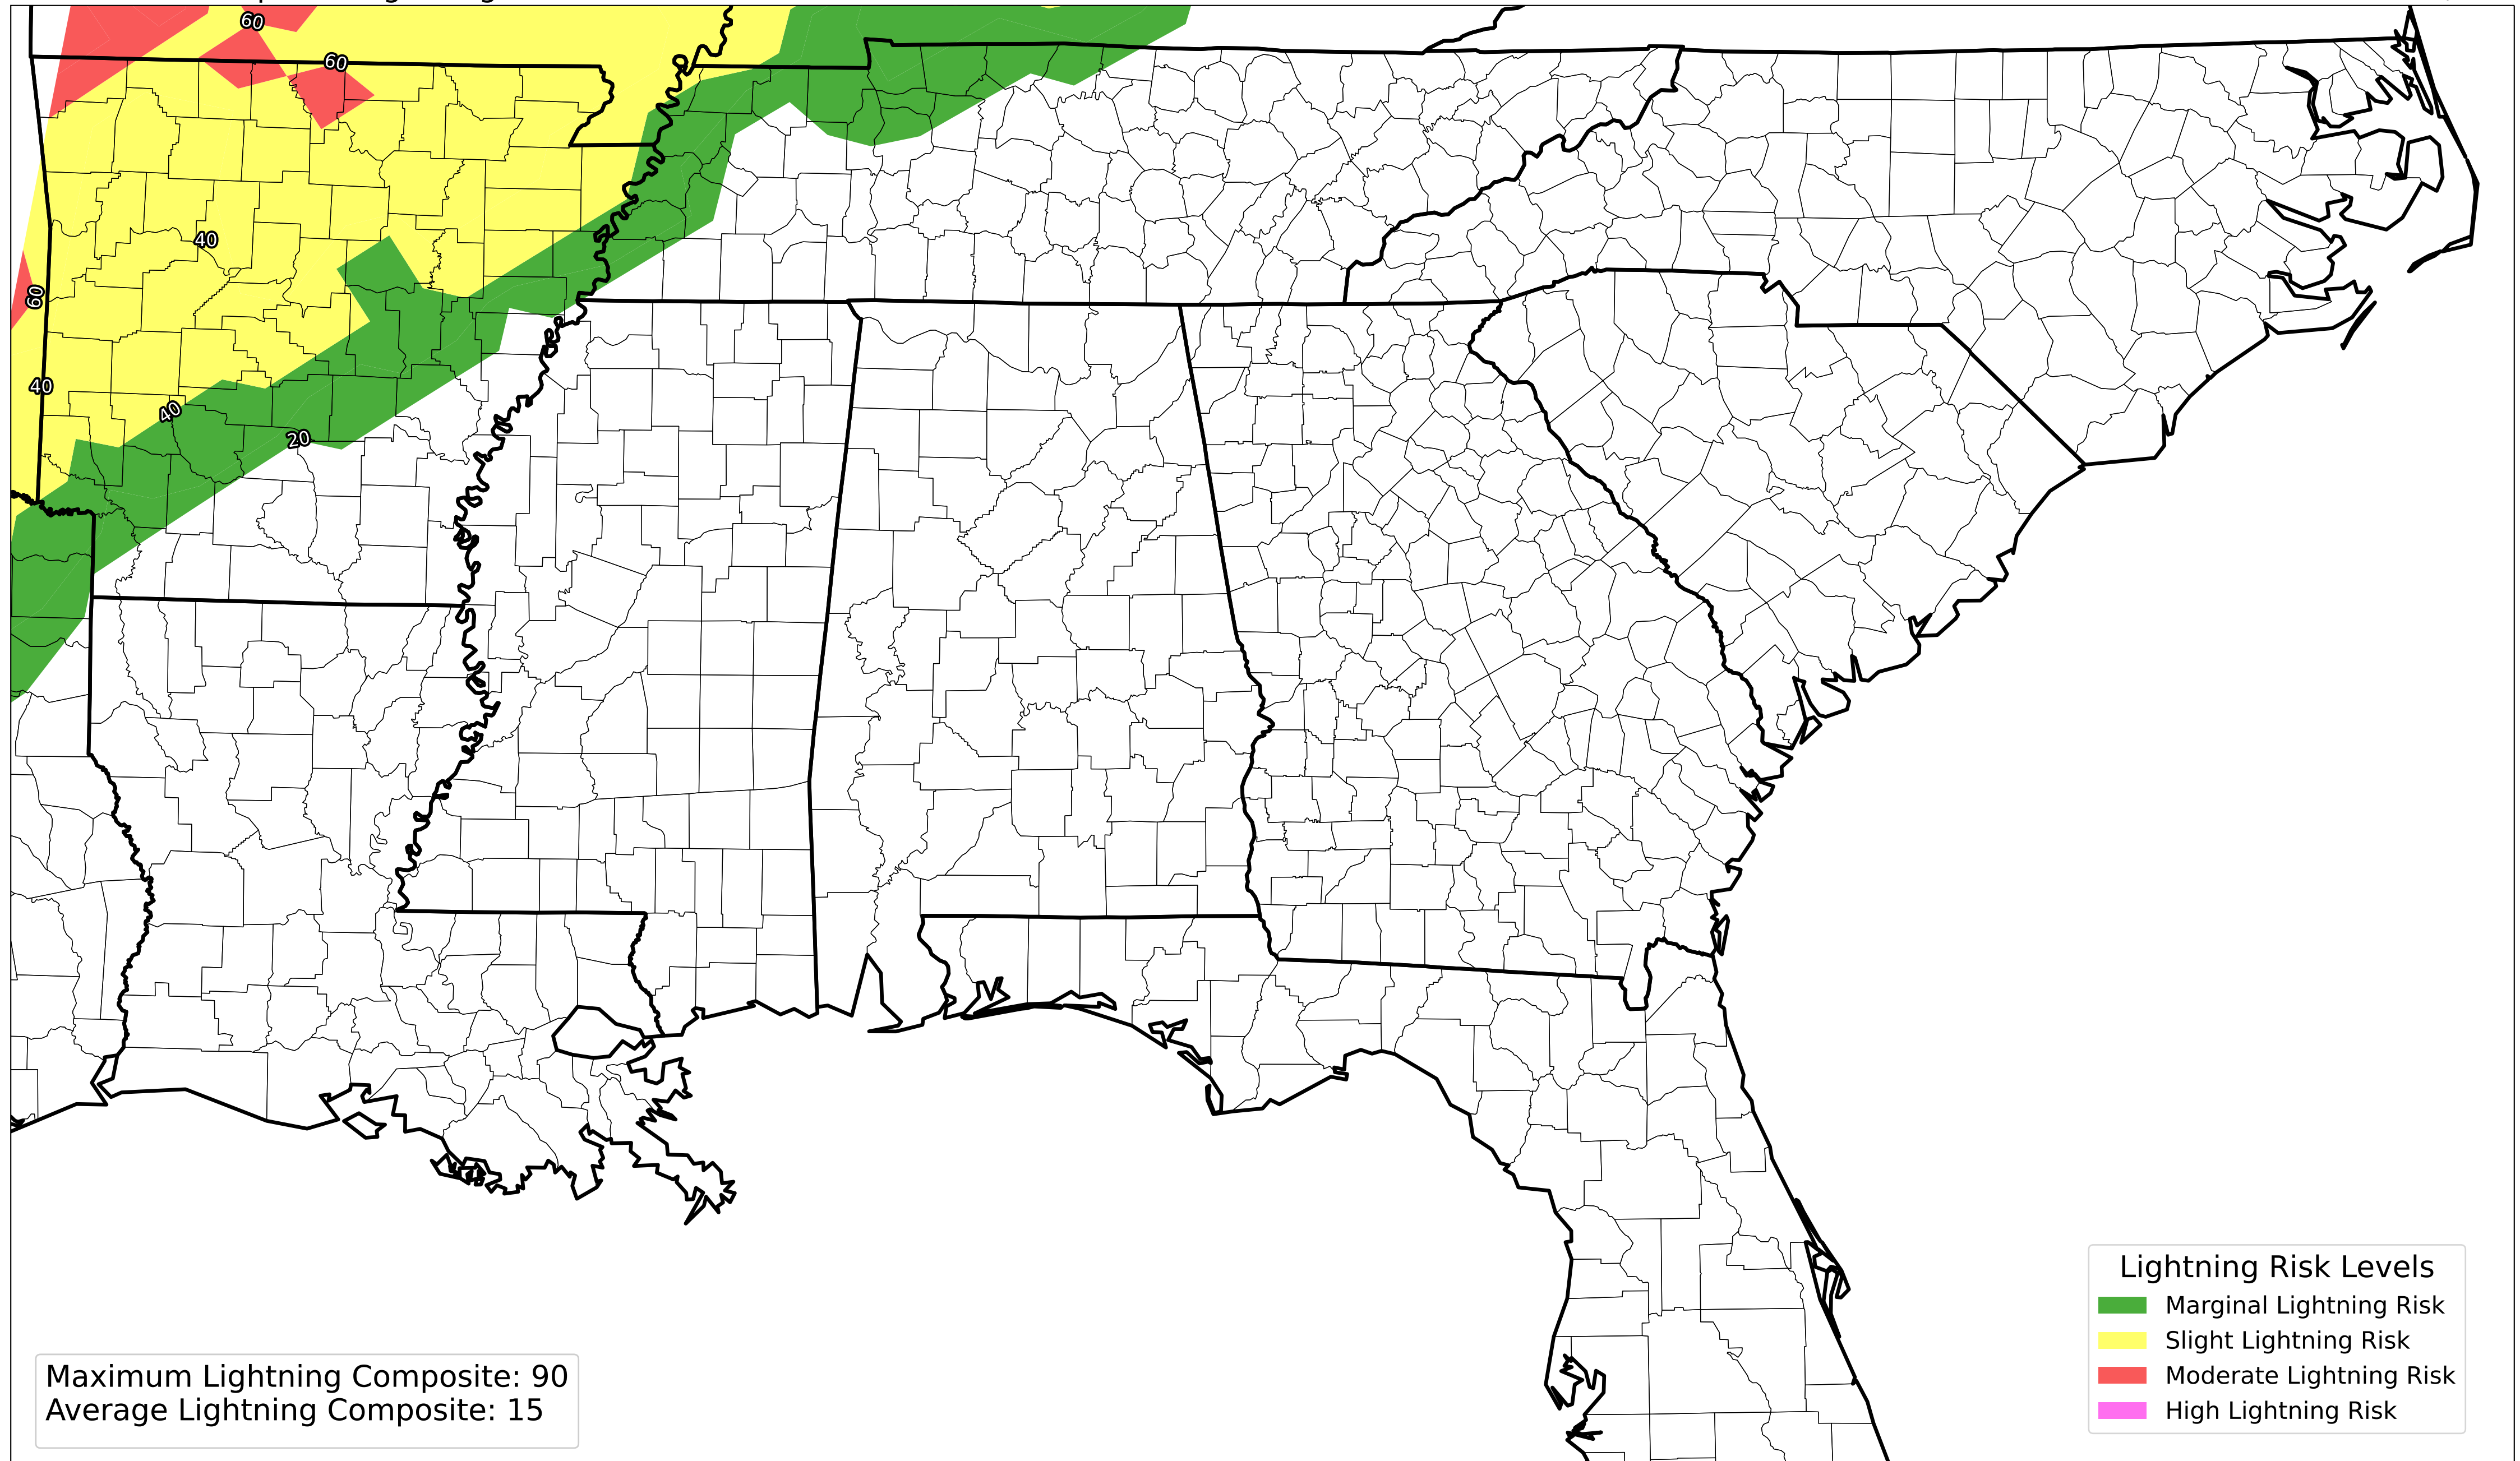 60
60
40
60
40
40
20
Lightning Risk Levels
Marginal Lightning Risk
Slight Lightning Risk
Moderate Lightning Risk
High Lightning Risk
Maximum Lightning Composite: 90
Average Lightning Composite: 15